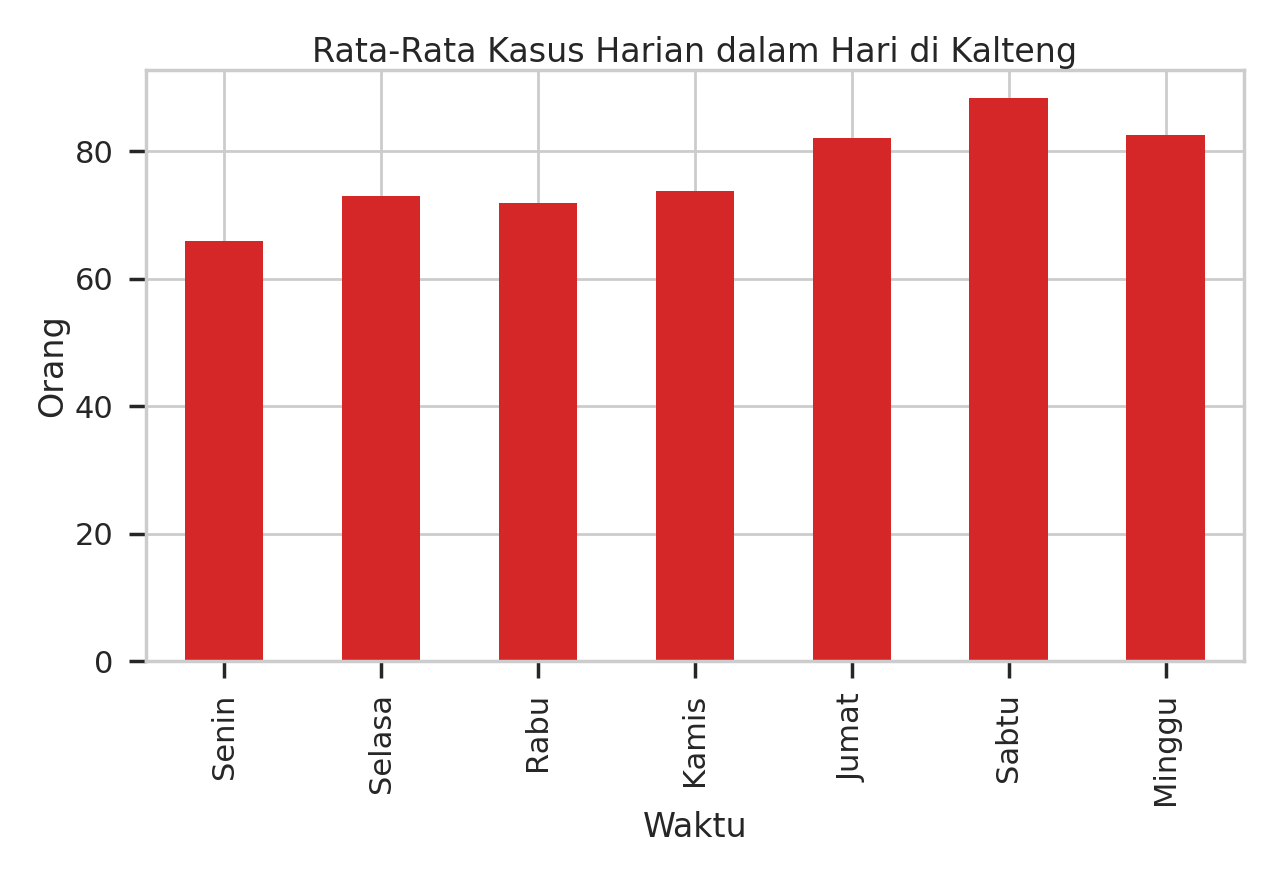 Rata-Rata Kasus Harian dalam Hari di Kalteng
80
60
40
20
0
Orang
Senin
Selasa
Rabu
Kamis
Jumat
Sabtu
Minggu
Waktu